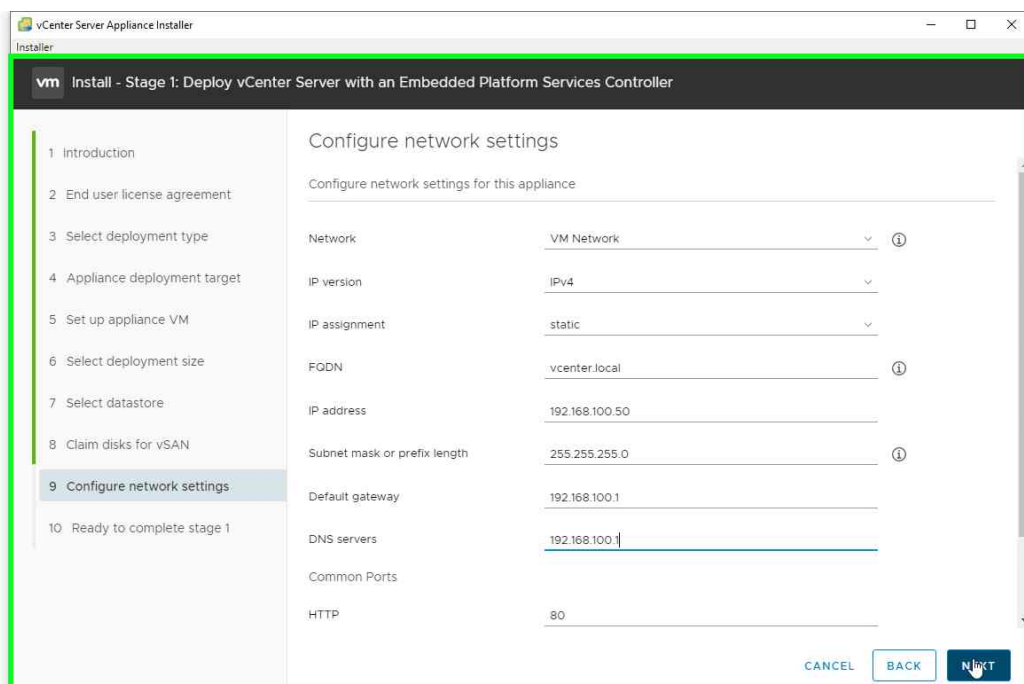 vCenter Server Appliance Installer
Installer
vm Install - Stage 1: Deploy vCenter Server with an Embedded Platform Services Controller
1 Introduction
2 End user license agreement
3 Select deployment type
4 Appliance deployment target
5 Set up appliance VM
6 Select deployment size
7 Select datastore
8 Claim disks for vSAN
9 Configure network settings
10 Ready to complete stage 1
Configure network settings
Configure network settings for this appliance
Network VM Network
IP version IPv4
IP assignment static
FQDN vcenter.local
IP address 192.168.100.50
Subnet mask or prefix length 255.255.255.0
Default gateway 192.168.100.1
DNS servers 192.168.100.1
Common Ports
HTTP 80
CANCEL BACK NEXT